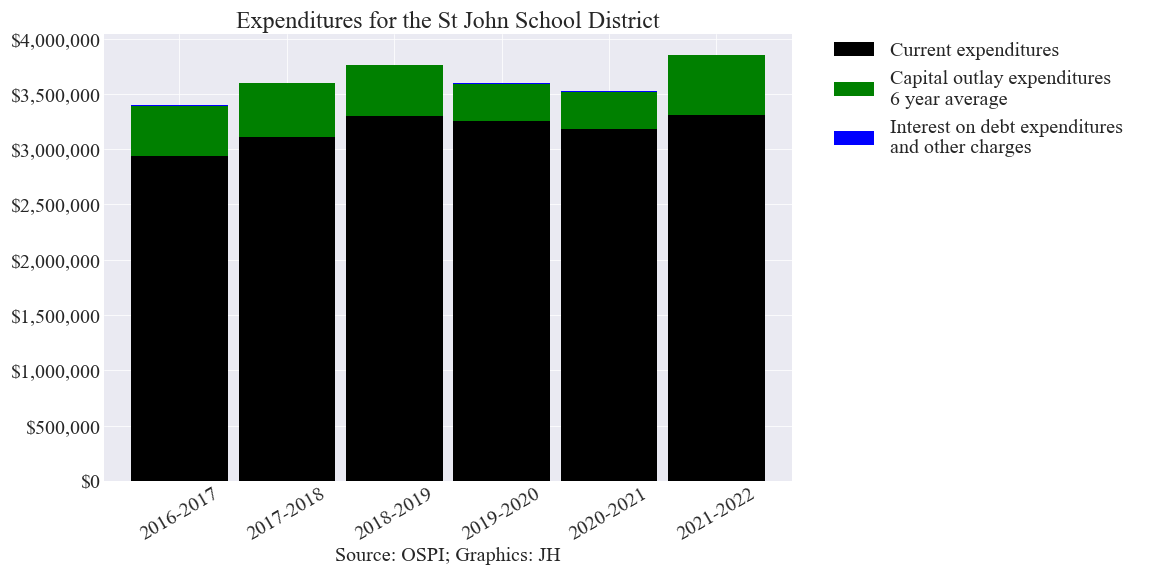 Expenditures for the St John School District
$4,000,000
$3,500,000
$3,000,000
$2,500,000
$2,000,000
$1,500,000
$1,000,000
$500,000
$0
2016-2017
2017-2018
2018-2019
2019-2020
2020-2021
2021-2022
Source: OSPI; Graphics: JH
Current expenditures
Capital outlay expenditures
6 year average
Interest on debt expenditures
and other charges